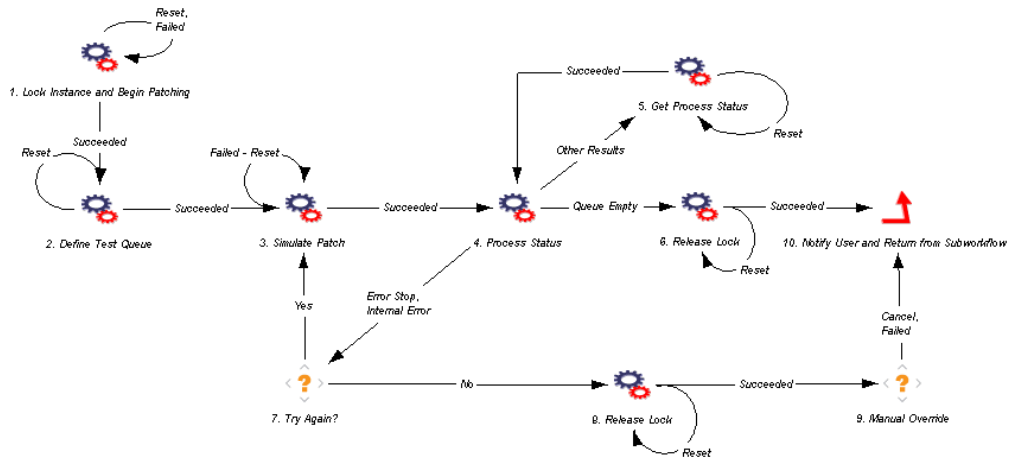 Reset,
Failed
1. Lock Instance and Begin Patching
Succeeded
5. Get Process Status
Reset
Succeeded
Reset
Failed - Reset
Other Results
Succeeded
Succeeded
Queue Empty
Succeeded
2. Define Test Queue
3. Simulate Patch
4. Process Status
6. Release Lock
10. Notify User and Return from Subworkflow
Reset
Error Stop,
Internal Error
Yes
Cancel,
Failed
No
Succeeded
7. Try Again?
8. Release Lock
9. Manual Override
Reset